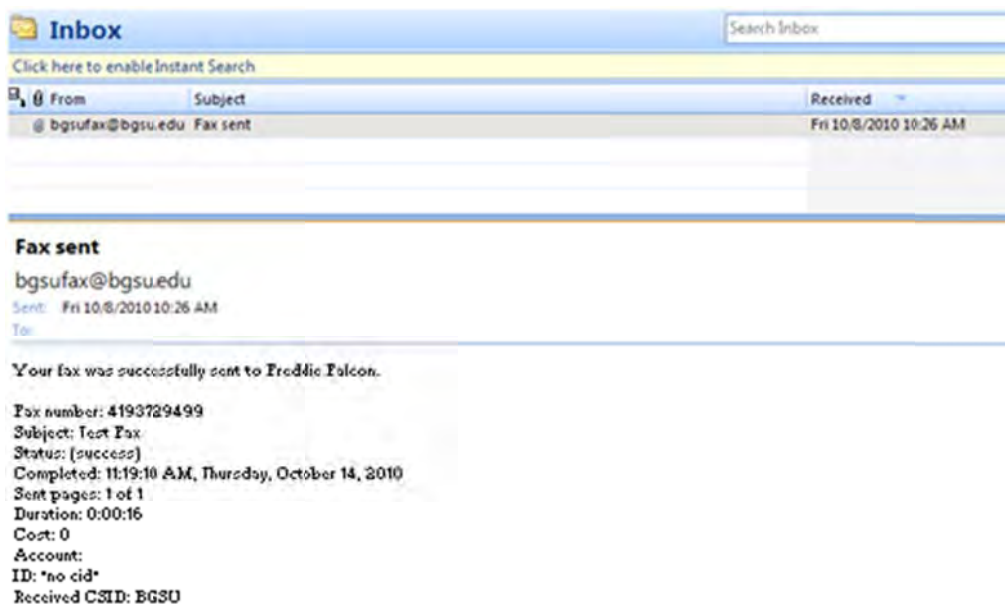 Inbox
Search Inbox
Click here to enable Instant Search
From Subject Received
bgsufax@bgsu.edu Fax sent Fri 10/8/2010 10:26 AM
Fax sent
bgsufax@bgsu.edu
Sent: Fri 10/8/2010 10:26 AM
To:
Your fax was successfully sent to Freddie Falcon.
Fax number: 4193729499
Subject: Test Fax
Status: (success)
Completed: 11:19:10 AM, Thursday, October 14, 2010
Sent pages: 1 of 1
Duration: 0:00:16
Cost: 0
Account:
ID: "no cid"
Received CSID: BGSU